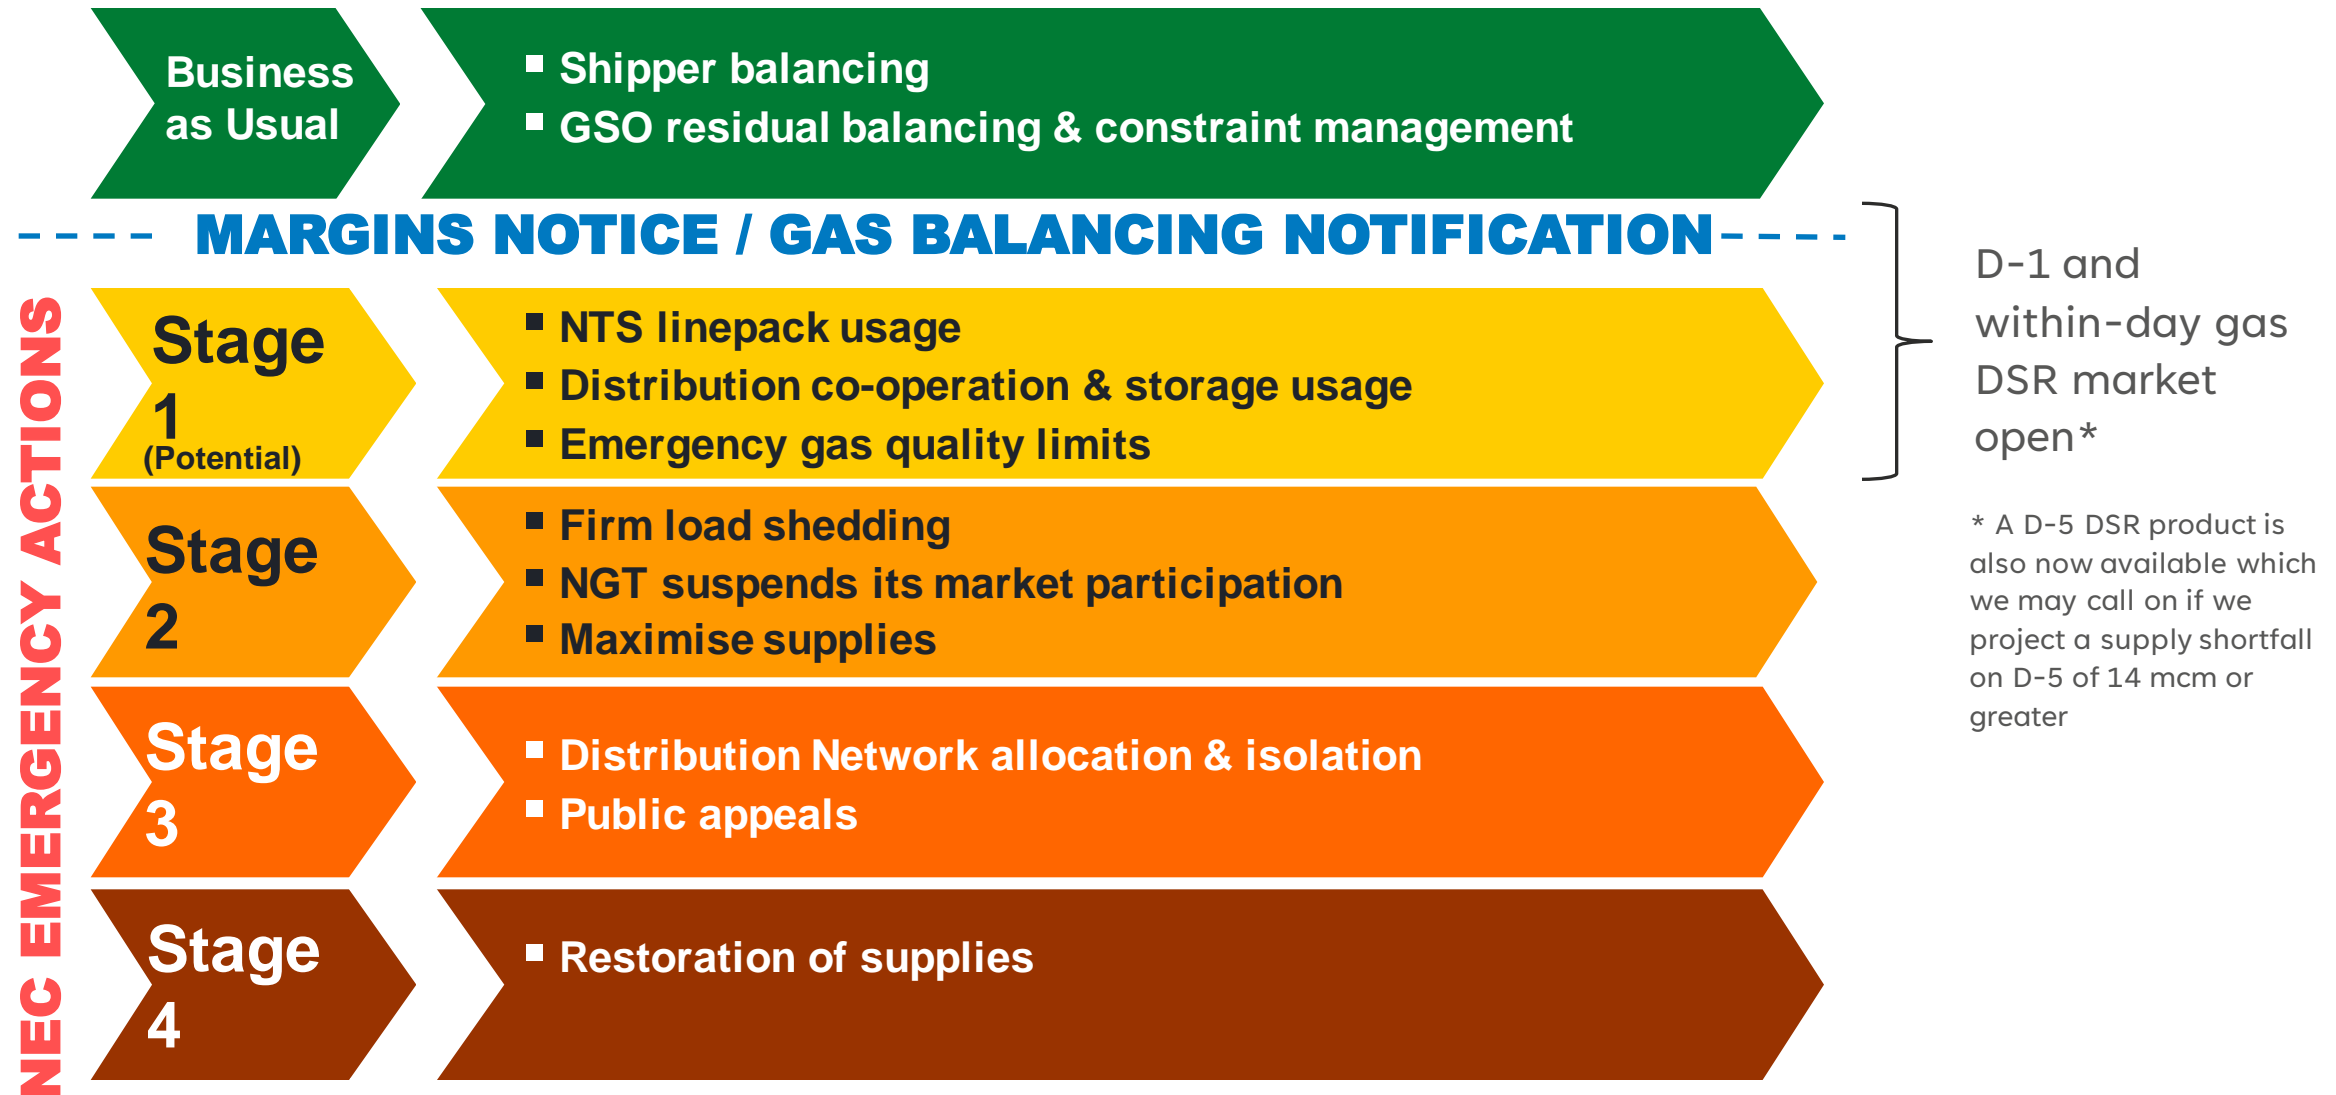 Business
as Usual
Shipper balancing
GSO residual balancing & constraint management
MARGINS NOTICE / GAS BALANCING NOTIFICATION
NEC EMERGENCY ACTIONS
Stage
1
(Potential)
NTS linepack usage
Distribution co-operation & storage usage
Emergency gas quality limits
D-1 and
within-day gas
DSR market
open*
Stage
2
Firm load shedding
NGT suspends its market participation
Maximise supplies
* A D-5 DSR product is
also now available which
we may call on if we
project a supply shortfall
on D-5 of 14 mcm or
greater
Stage
3
Distribution Network allocation & isolation
Public appeals
Stage
4
Restoration of supplies